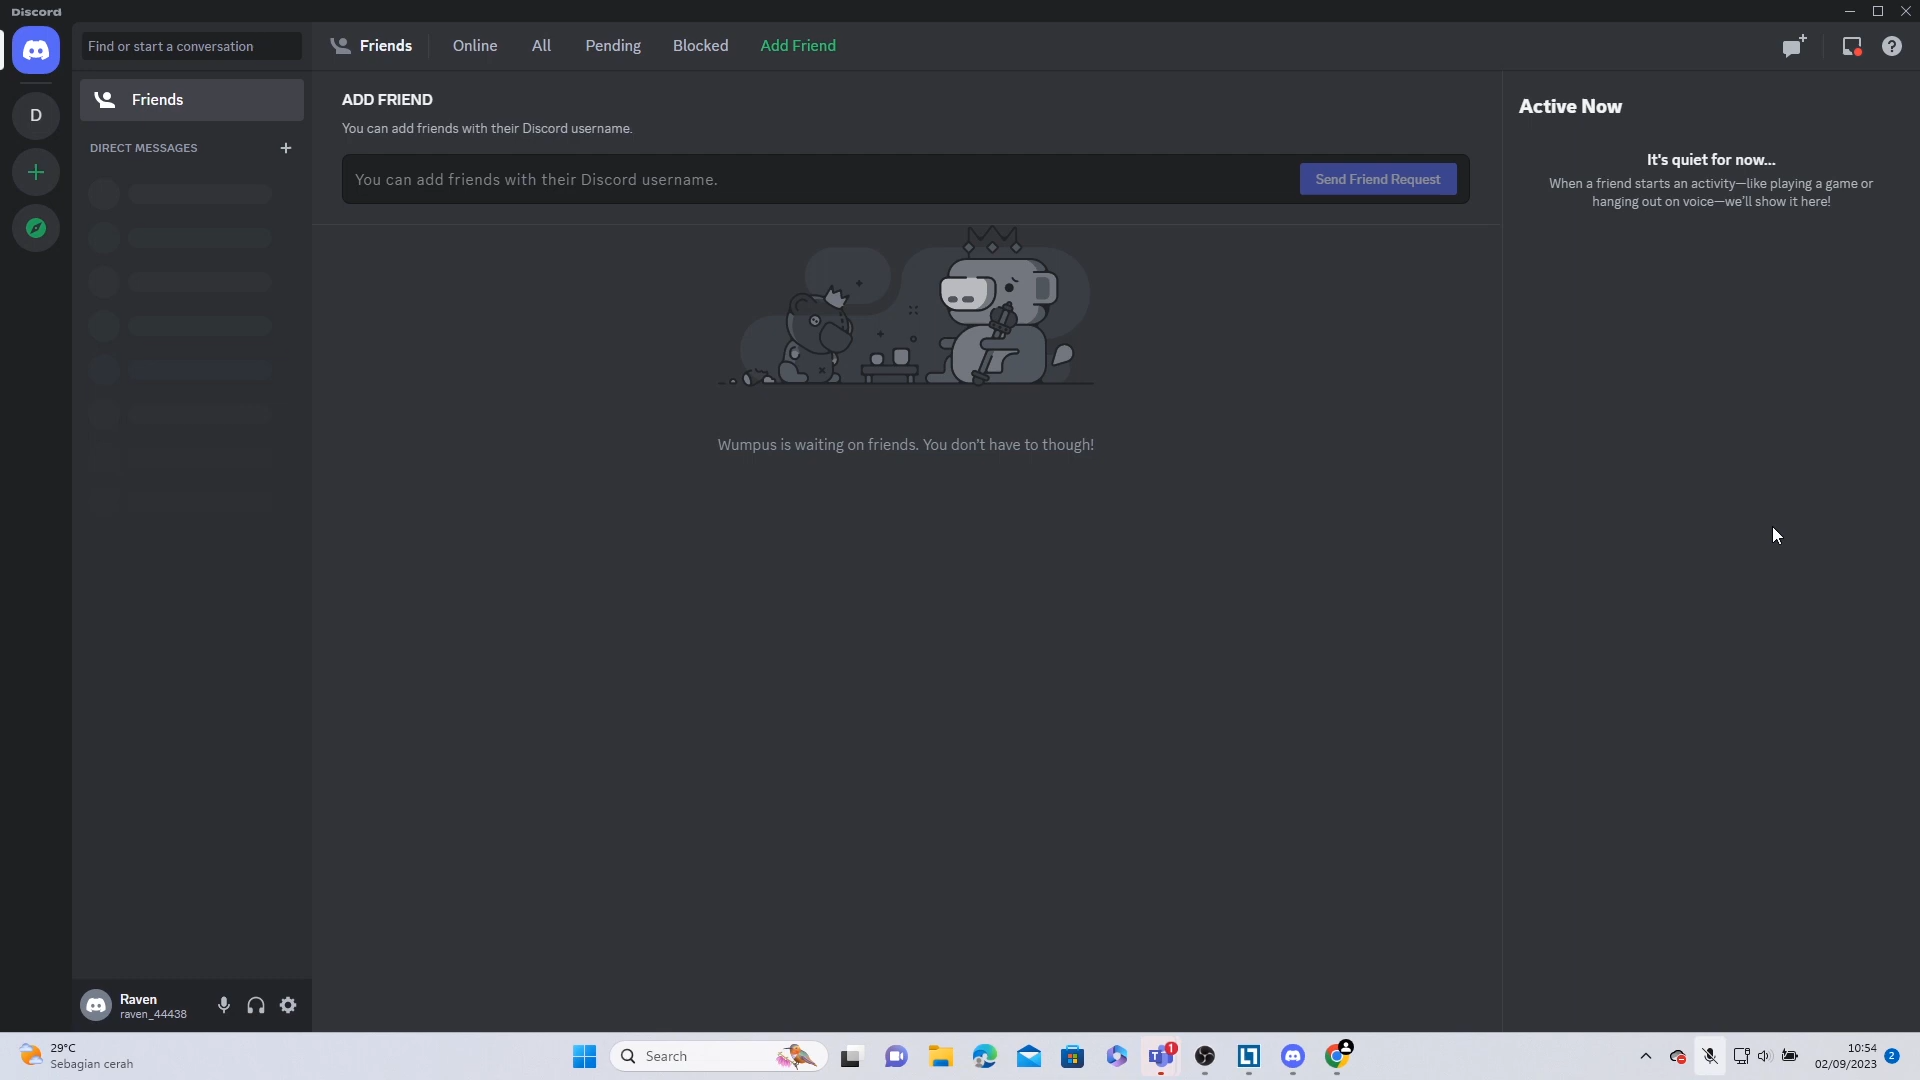 Discord
Find or start a conversation
Friends
Online
All
Pending
Blocked
Add Friend
D
Friends
DIRECT MESSAGES
ADD FRIEND
You can add friends with their Discord username.
You can add friends with their Discord username.
Send Friend Request
Wumpus is waiting on friends. You don't have to though!
Active Now
It's quiet for now...
When a friend starts an activity—like playing a game or
hanging out on voice—we'll show it here!
Raven
raven_44438
29°C
Sebagian cerah
Search
1
10:54
02/09/2023
2